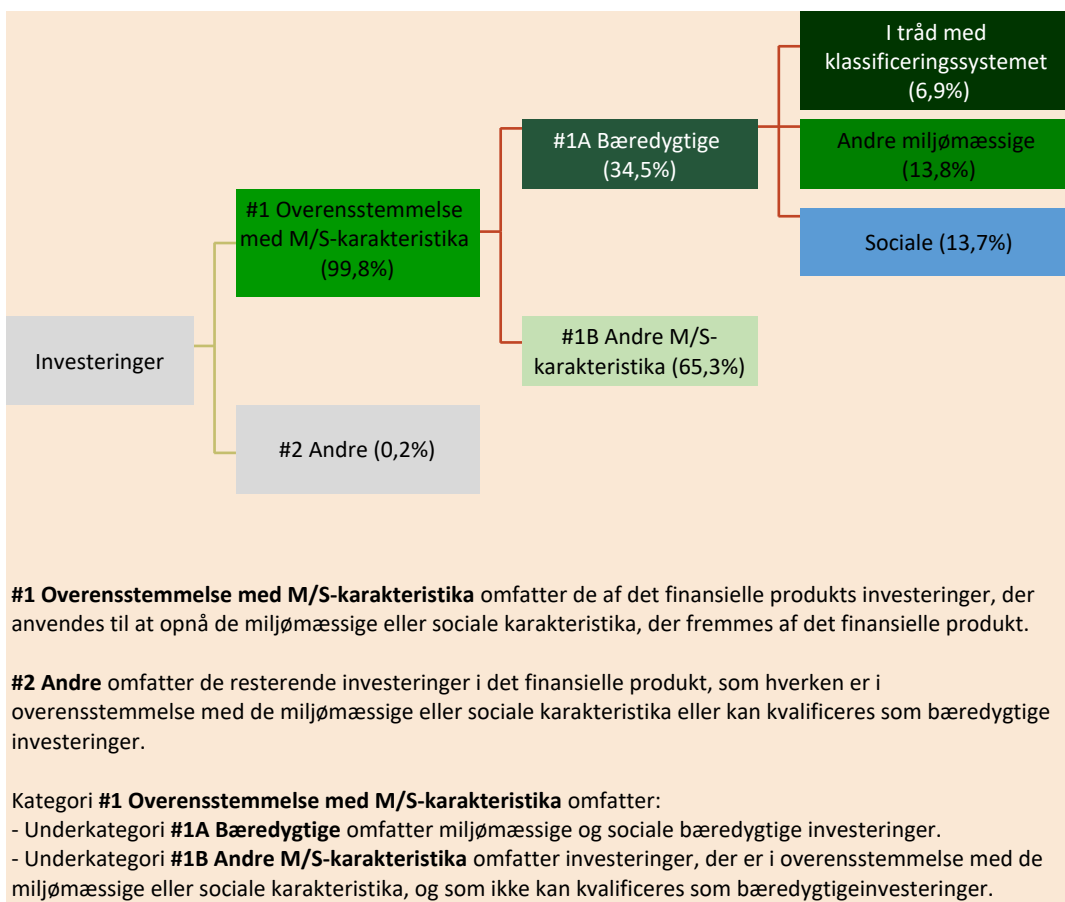 I tråd med
klassificeringssystemet
(6,9%)
#1A Bæredygtige
(34,5%)
Andre miljømæssige
(13,8%)
#1 Overensstemmelse
med M/S-karakteristika
(99,8%)
Sociale (13,7%)
Investeringer
#1B Andre M/S-
karakteristika (65,3%)
#2 Andre (0,2%)
#1 Overensstemmelse med M/S-karakteristika omfatter de af det finansielle produkts investeringer, der
anvendes til at opnå de miljømæssige eller sociale karakteristika, der fremmes af det finansielle produkt.
#2 Andre omfatter de resterende investeringer i det finansielle produkt, som hverken er i
overensstemmelse med de miljømæssige eller sociale karakteristika eller kan kvalificeres som bæredygtige
investeringer.
Kategori #1 Overensstemmelse med M/S-karakteristika omfatter:
- Underkategori #1A Bæredygtige omfatter miljømæssige og sociale bæredygtige investeringer.
- Underkategori #1B Andre M/S-karakteristika omfatter investeringer, der er i overensstemmelse med de
miljømæssige eller sociale karakteristika, og som ikke kan kvalificeres som bæredygtigeinvesteringer.